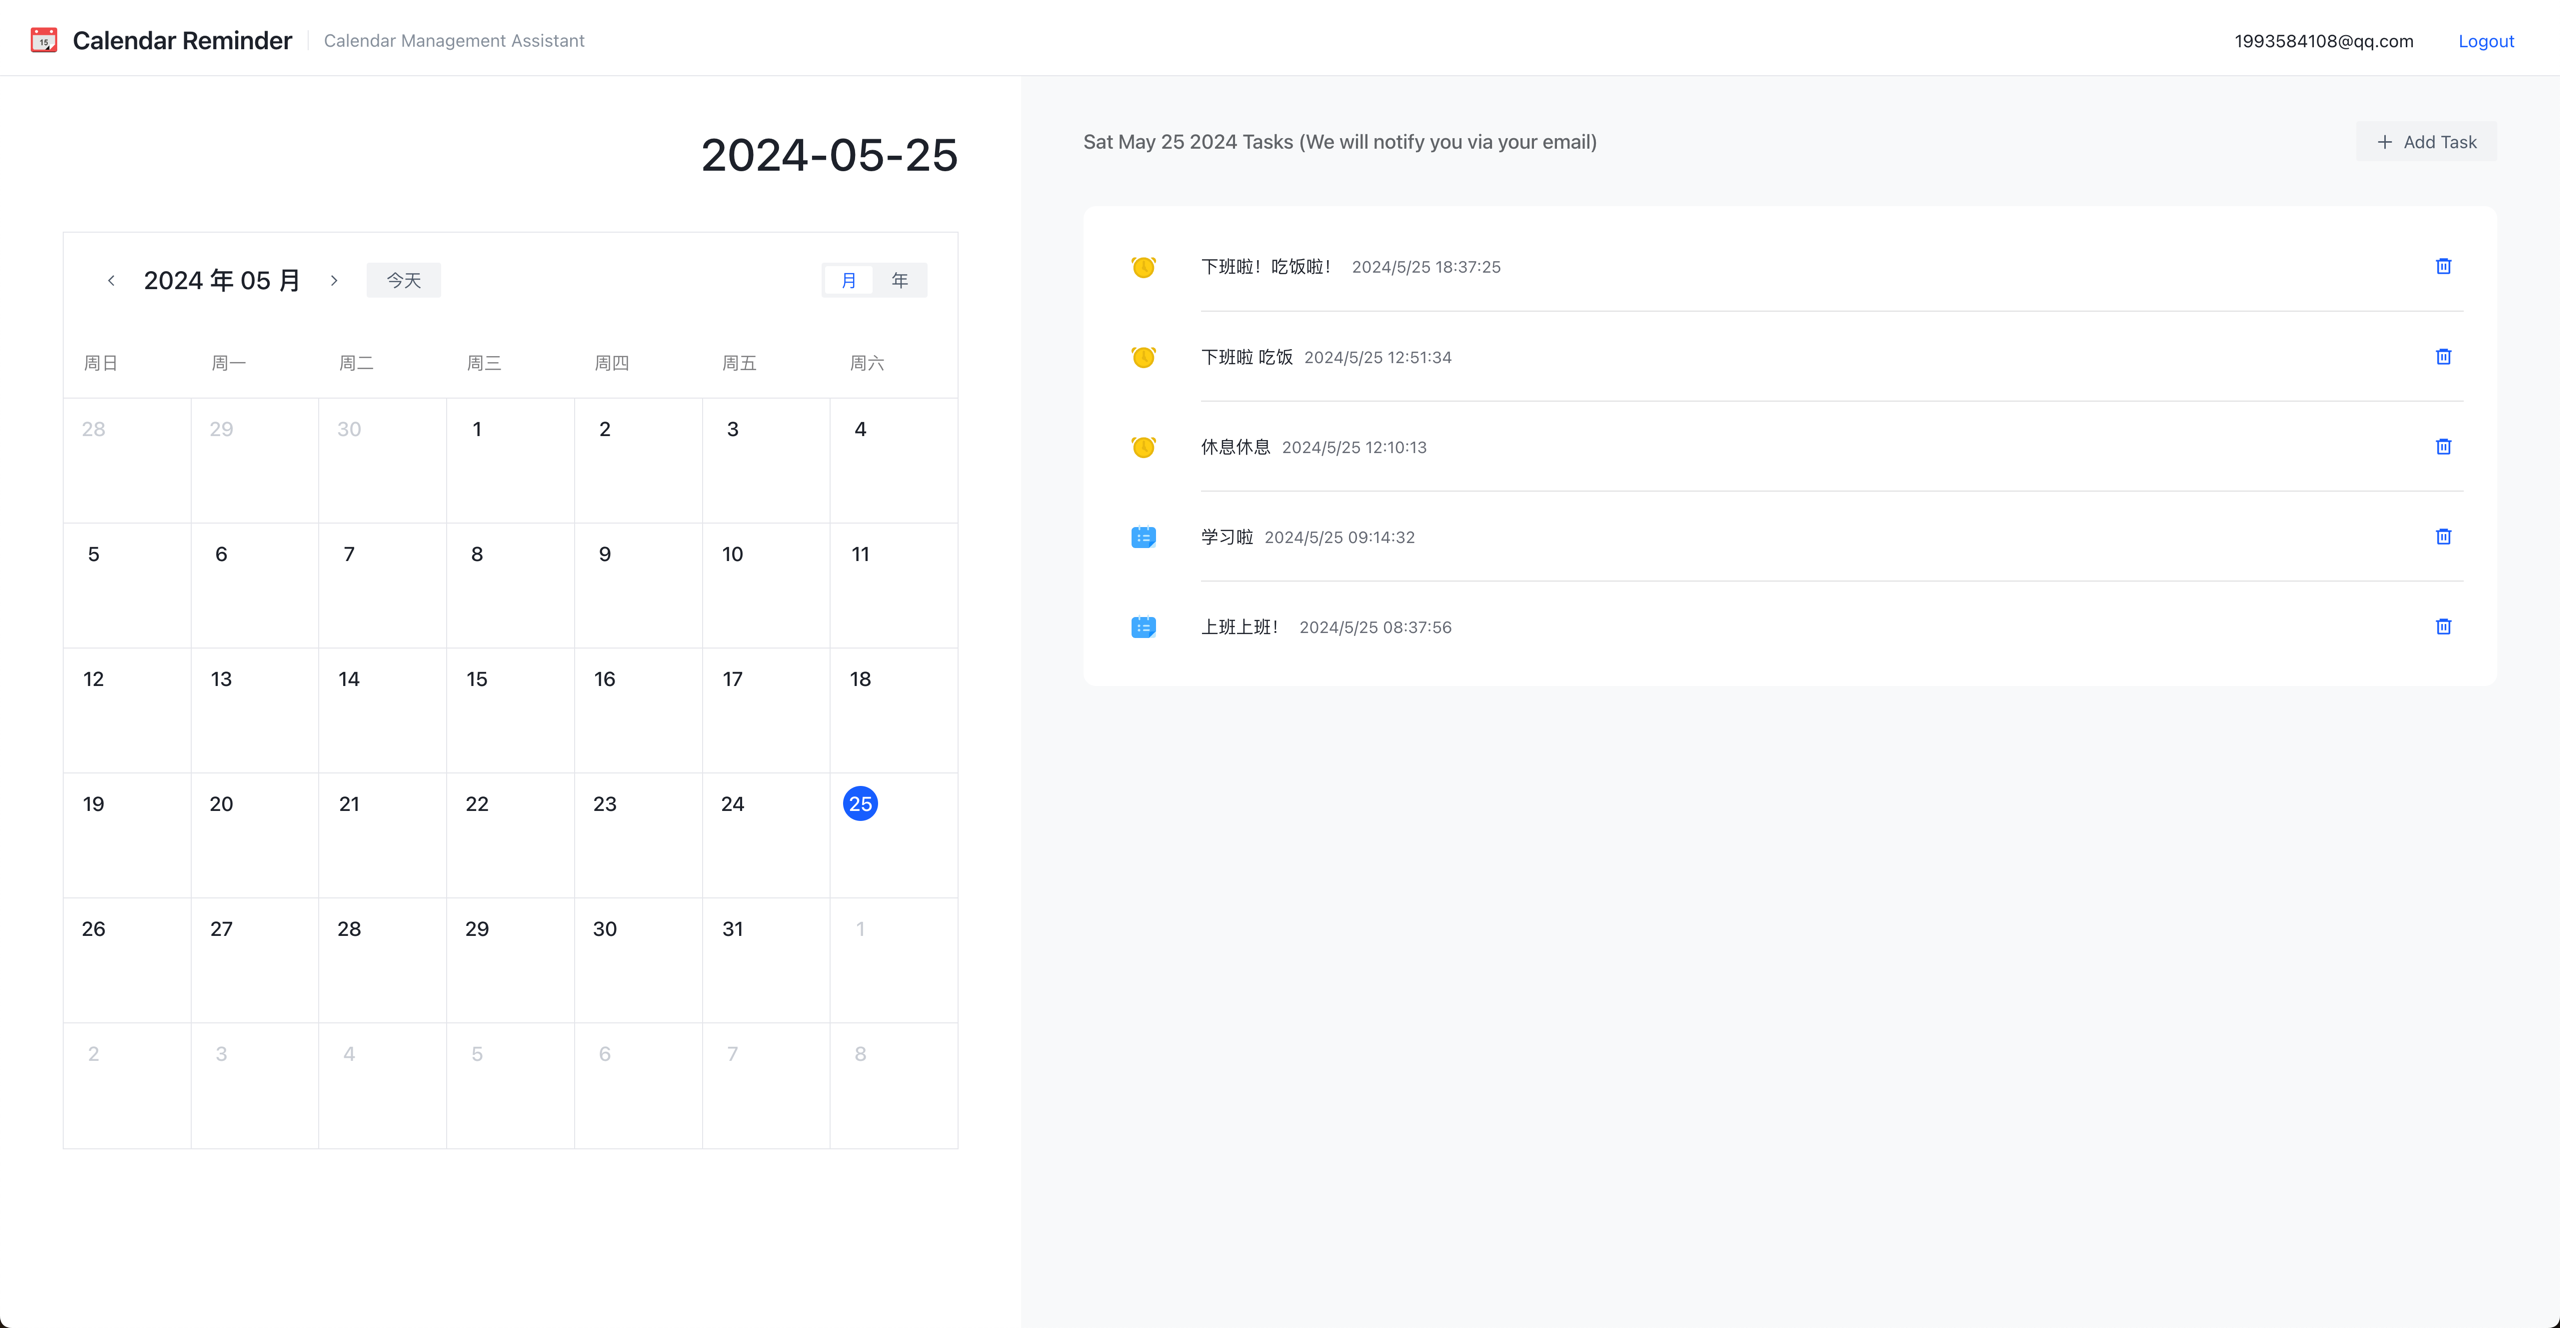 Calendar Reminder
Calendar Management Assistant
1993584108@qq.com
Logout
2024-05-25
2024 年 05 月
今天
月 年
周日 周一 周二 周三 周四 周五 周六
28 29 30 1 2 3 4
5 6 7 8 9 10 11
12 13 14 15 16 17 18
19 20 21 22 23 24 25
26 27 28 29 30 31 1
2 3 4 5 6 7 8
Sat May 25 2024 Tasks (We will notify you via your email)
Add Task
下班啦！吃饭啦！ 2024/5/25 18:37:25
下班啦 吃饭 2024/5/25 12:51:34
休息休息 2024/5/25 12:10:13
学习啦 2024/5/25 09:14:32
上班上班！ 2024/5/25 08:37:56